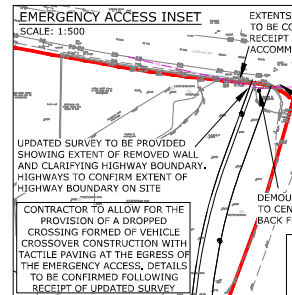 EMERGENCY ACCESS INSET
SCALE: 1:500
EXTENTS
TO BE CO
RECEIPT
ACCOMM
UPDATED SURVEY TO BE PROVIDED
SHOWING EXTENT OF REMOVED WALL
AND CLARIFYING HIGHWAY BOUNDARY.
HIGHWAYS TO CONFIRM EXTENT OF
HIGHWAY BOUNDARY ON SITE
DEMOU
TO CEN
BACK F
CONTRACTOR TO ALLOW FOR THE
PROVISION OF A DROPPED
CROSSING FORMED OF VEHICLE
CROSSOVER CONSTRUCTION WITH
TACTILE PAVING AT THE EGRESS OF
THE EMERGENCY ACCESS. DETAILS
TO BE CONFIRMED FOLLOWING
RECEIPT OF UPDATED SURVEY